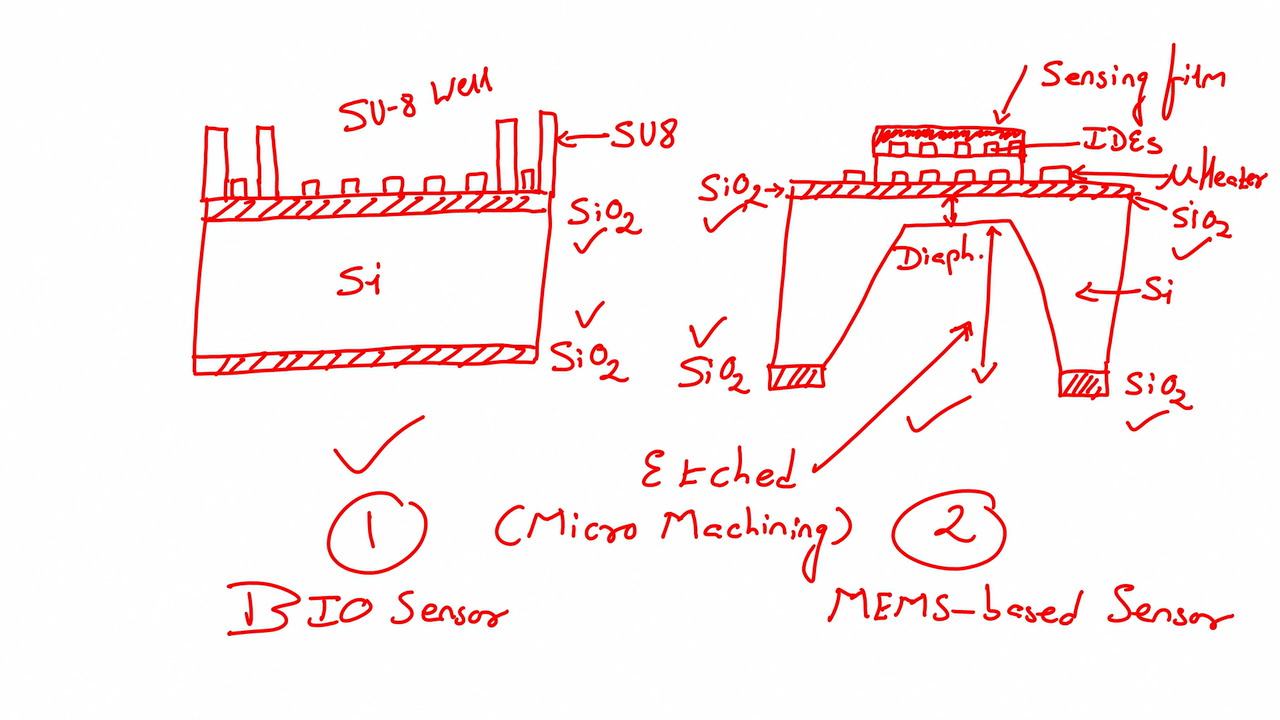 SU-8 Well
SU8
SiO2
Si
SiO2
1
BIO Sensor
Sensing film
IDEs
μHeater
SiO2
SiO2
Diaph.
Si
SiO2
SiO2
Etched
(Micro Machining)
2
MEMS-based Sensor